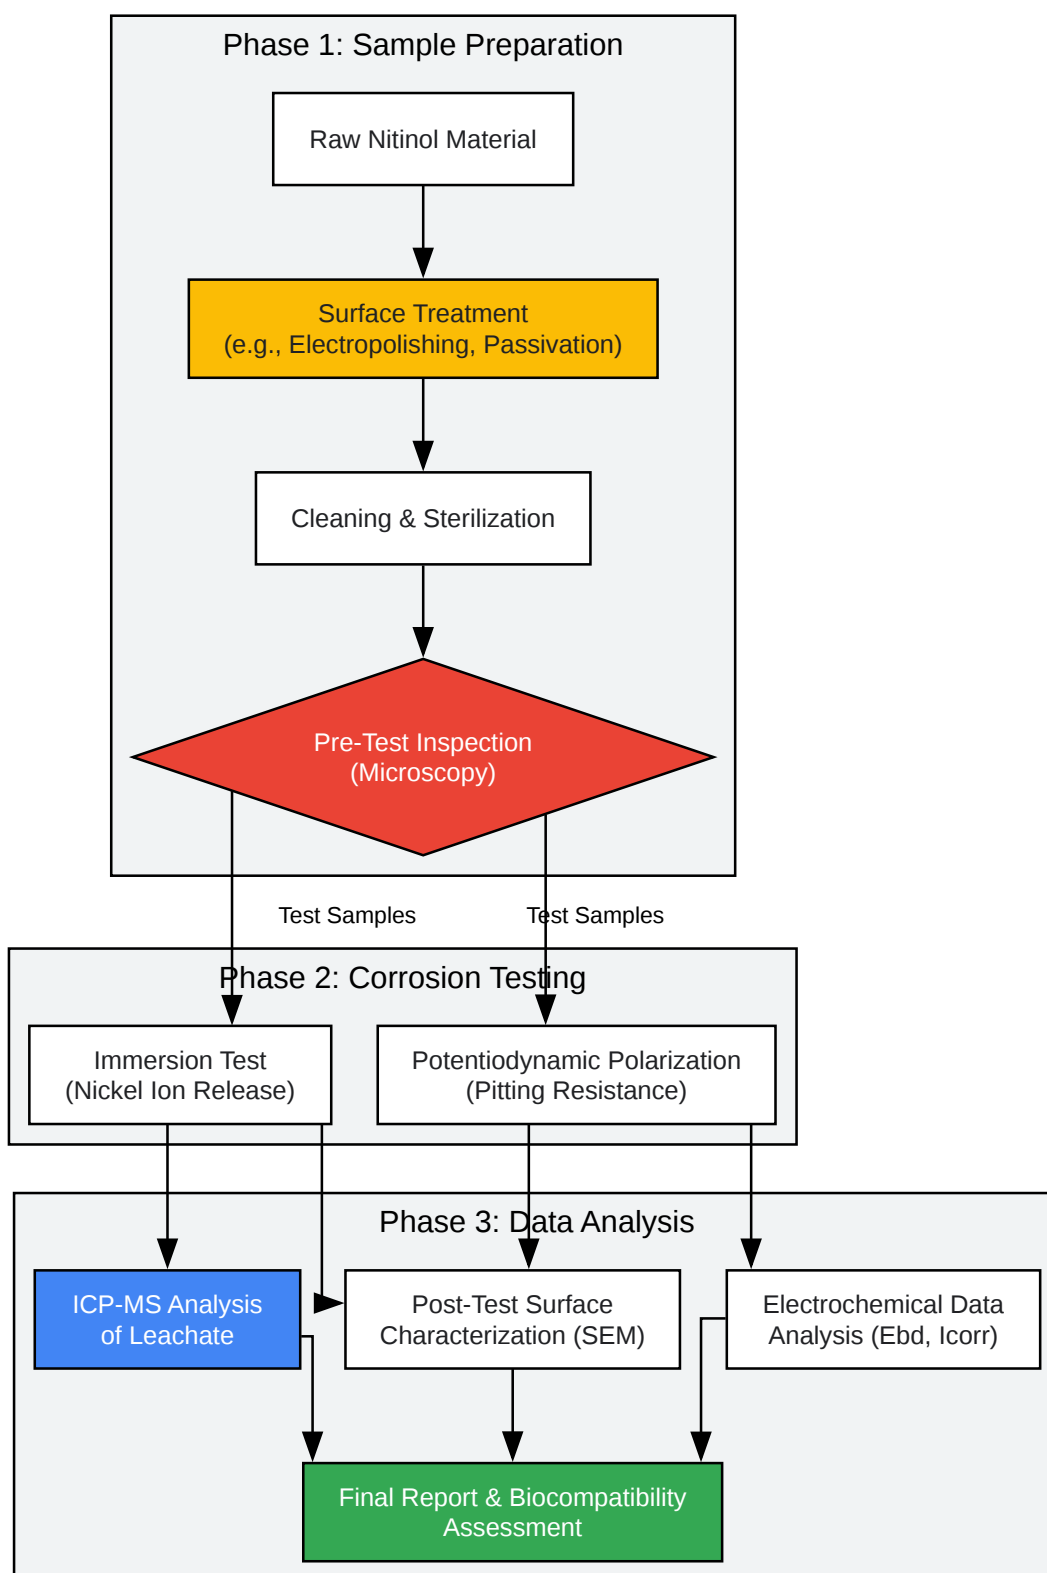 Phase 1: Sample Preparation
Raw Nitinol Material
Surface Treatment
(e.g., Electropolishing, Passivation)
Cleaning & Sterilization
Pre-Test Inspection
(Microscopy)
Test Samples
Test Samples
Phase 2: Corrosion Testing
Immersion Test
(Nickel Ion Release)
Potentiodynamic Polarization
(Pitting Resistance)
Phase 3: Data Analysis
ICP-MS Analysis
of Leachate
Post-Test Surface
Characterization (SEM)
Electrochemical Data
Analysis (Ebd, Icorr)
Final Report & Biocompatibility
Assessment